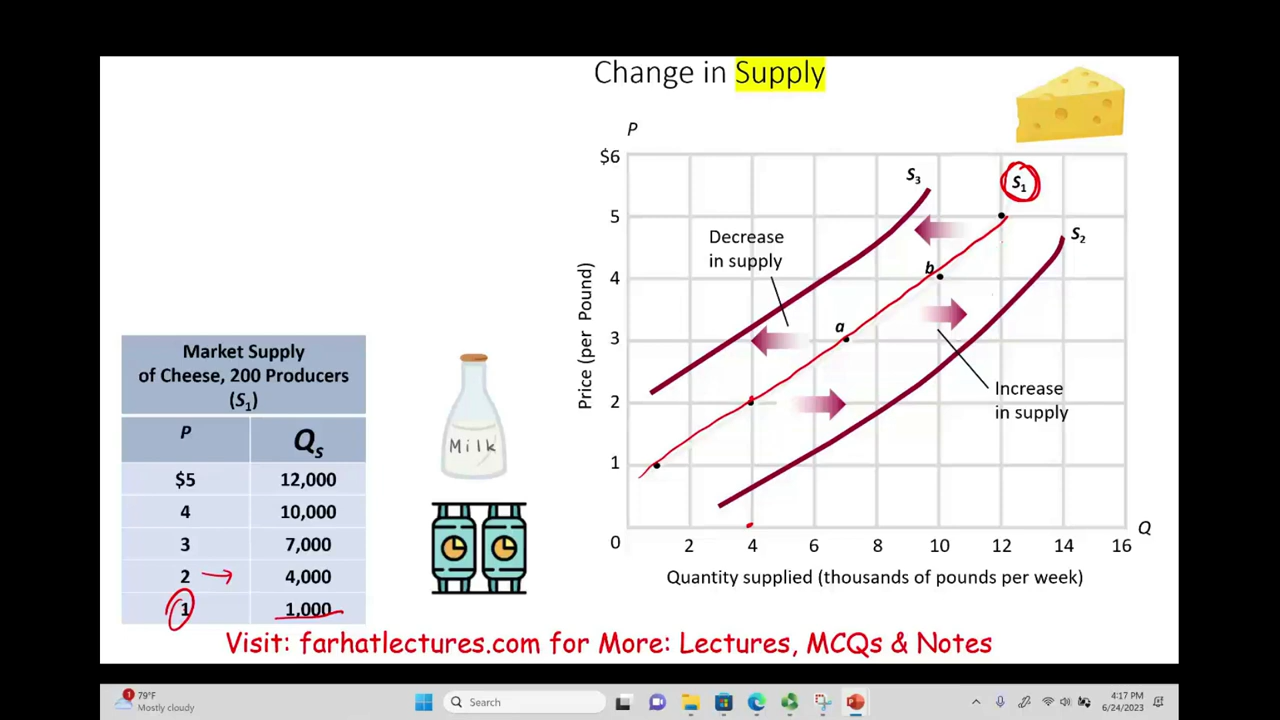 Change in Supply
P
$6
5
4
3
2
1
0
2
4
6
8
10
12
14
16
Q
Price (per Pound)
Quantity supplied (thousands of pounds per week)
S3
S1
S2
Decrease
in supply
b
a
Increase
in supply
Market Supply
of Cheese, 200 Producers
(S1)
P Qs
$5 12,000
4 10,000
3 7,000
2 4,000
1 1,000
Milk
Visit: farhatlectures.com for More: Lectures, MCQs & Notes
1
79°F
Mostly cloudy
Search
4:17 PM
6/24/2023